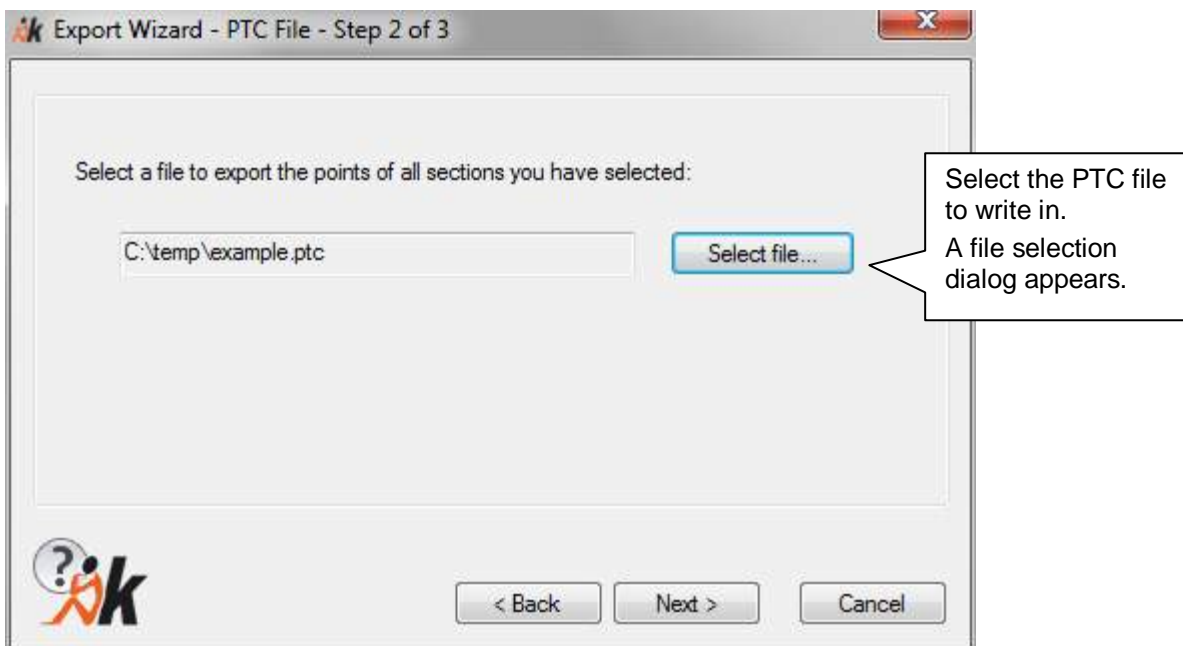 Export Wizard - PTC File - Step 2 of 3
Select a file to export the points of all sections you have selected:
C:\temp\example.ptc
Select file...
Select the PTC file
to write in.
A file selection
dialog appears.
?
k
< Back
Next >
Cancel